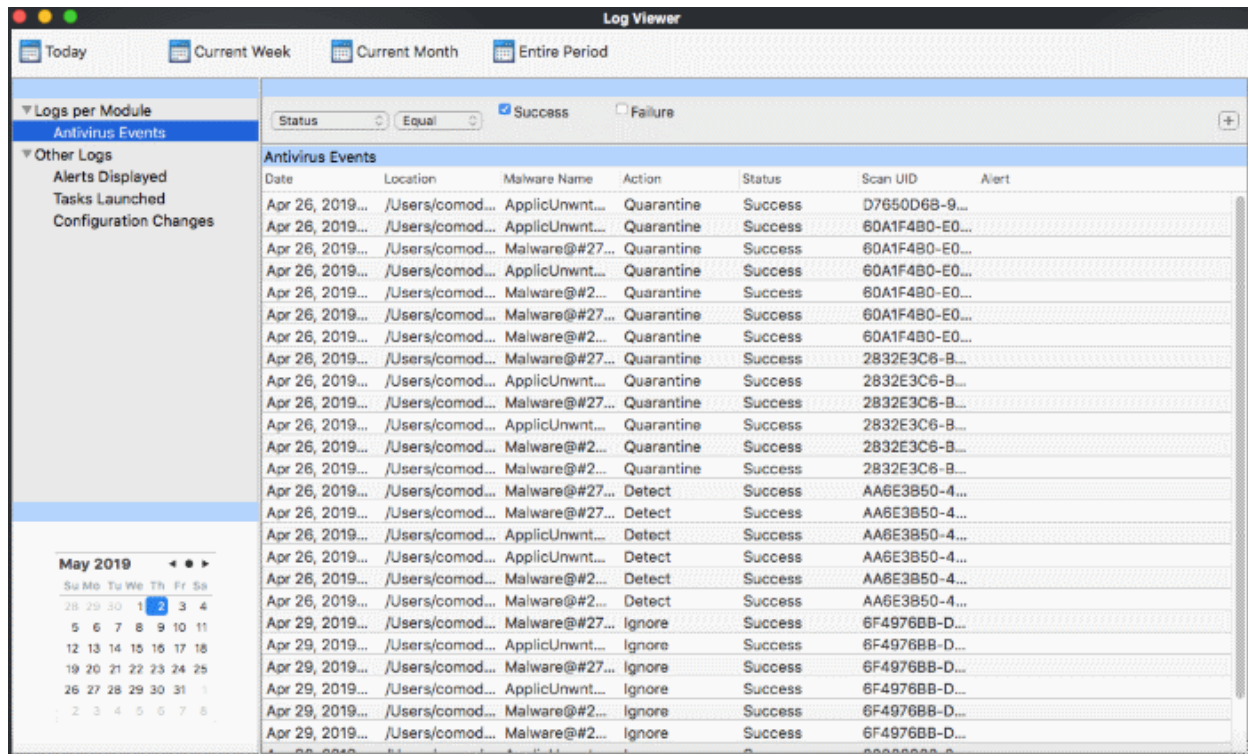 Log Viewer
Today Current Week Current Month Entire Period
Logs per Module
Antivirus Events
Other Logs
Alerts Displayed
Tasks Launched
Configuration Changes
Status Equal Success Failure +
Antivirus Events
Date Location Malware Name Action Status Scan UID Alert
Apr 26, 2019... /Users/comod... ApplicUnwnt... Quarantine Success D7650D6B-9...
Apr 26, 2019... /Users/comod... ApplicUnwnt... Quarantine Success 60A1F4B0-E0...
Apr 26, 2019... /Users/comod... Malware@#27... Quarantine Success 60A1F4B0-E0...
Apr 26, 2019... /Users/comod... ApplicUnwnt... Quarantine Success 60A1F4B0-E0...
Apr 26, 2019... /Users/comod... Malware@#2... Quarantine Success 60A1F4B0-E0...
Apr 26, 2019... /Users/comod... Malware@#27... Quarantine Success 60A1F4B0-E0...
Apr 26, 2019... /Users/comod... Malware@#2... Quarantine Success 60A1F4B0-E0...
Apr 26, 2019... /Users/comod... Malware@#27... Quarantine Success 2832E3C6-B...
Apr 26, 2019... /Users/comod... ApplicUnwnt... Quarantine Success 2832E3C6-B...
Apr 26, 2019... /Users/comod... Malware@#27... Quarantine Success 2832E3C6-B...
Apr 26, 2019... /Users/comod... ApplicUnwnt... Quarantine Success 2832E3C6-B...
Apr 26, 2019... /Users/comod... Malware@#2... Quarantine Success 2832E3C6-B...
Apr 26, 2019... /Users/comod... Malware@#2... Quarantine Success 2832E3C6-B...
Apr 26, 2019... /Users/comod... Malware@#27... Detect Success AA6E3B50-4...
Apr 26, 2019... /Users/comod... Malware@#27... Detect Success AA6E3B50-4...
Apr 26, 2019... /Users/comod... ApplicUnwnt... Detect Success AA6E3B50-4...
Apr 26, 2019... /Users/comod... ApplicUnwnt... Detect Success AA6E3B50-4...
Apr 26, 2019... /Users/comod... Malware@#2... Detect Success AA6E3B50-4...
Apr 26, 2019... /Users/comod... Malware@#2... Detect Success AA6E3B50-4...
Apr 29, 2019... /Users/comod... Malware@#27... Ignore Success 6F4976BB-D...
Apr 29, 2019... /Users/comod... ApplicUnwnt... Ignore Success 6F4976BB-D...
Apr 29, 2019... /Users/comod... Malware@#27... Ignore Success 6F4976BB-D...
Apr 29, 2019... /Users/comod... ApplicUnwnt... Ignore Success 6F4976BB-D...
Apr 29, 2019... /Users/comod... Malware@#2... Ignore Success 6F4976BB-D...
Apr 29, 2019... /Users/comod... Malware@#2... Ignore Success 6F4976BB-D...
May 2019
Su Mo Tu We Th Fr Sa
28 29 30 1 2 3 4
5 6 7 8 9 10 11
12 13 14 15 16 17 18
19 20 21 22 23 24 25
26 27 28 29 30 31 1
2 3 4 5 6 7 8